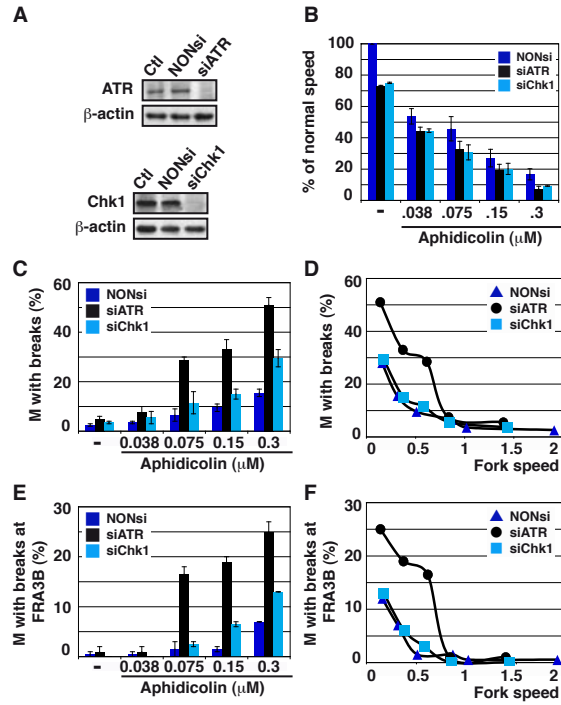 A
Ctl NONsi siATR
ATR
β-actin
Ctl NONsi siChk1
Chk1
β-actin
B
% of normal speed
100
80
60
40
20
0
NONsi
siATR
siChk1
- .038 .075 .15 .3
Aphidicolin (μM)
C
M with breaks (%)
60
40
20
0
NONsi
siATR
siChk1
- 0.038 0.075 0.15 0.3
Aphidicolin (μM)
D
M with breaks (%)
60
40
20
0
NONsi
siATR
siChk1
0 0.5 1 1.5 2
Fork speed
E
M with breaks at
FRA3B (%)
30
20
10
0
NONsi
siATR
siChk1
- 0.038 0.075 0.15 0.3
Aphidicolin (μM)
F
M with breaks at
FRA3B (%)
30
20
10
0
NONsi
siATR
siChk1
0 0.5 1 1.5 2
Fork speed